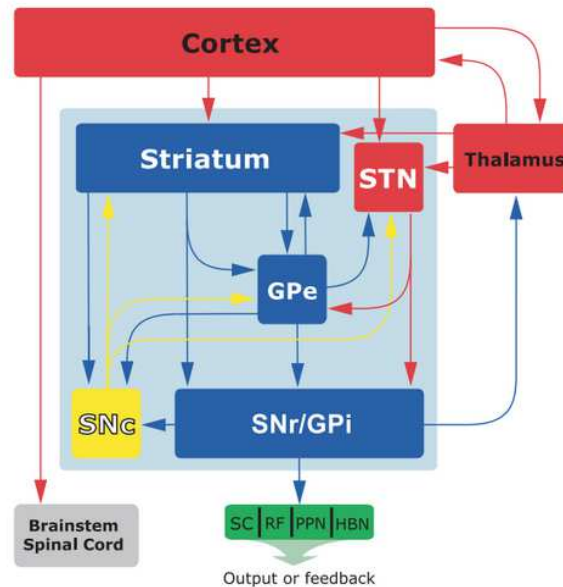 Cortex
Striatum
STN
Thalamus
GPe
SNc
SNr/GPi
Brainstem
Spinal Cord
SC RF PPN HBN
Output or feedback